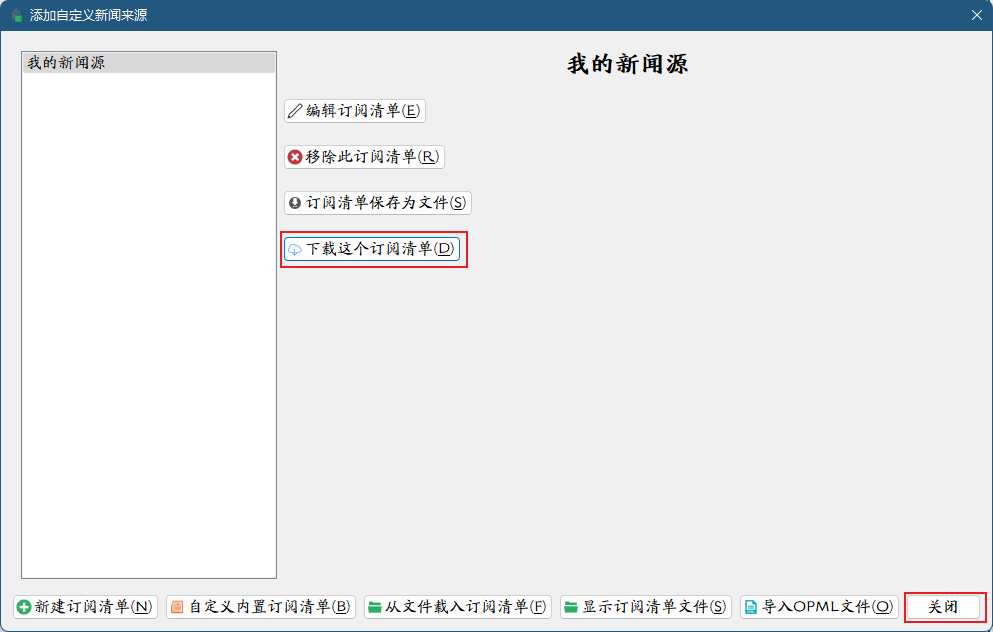 添加自定义新闻来源
我的新闻源
我的新闻源
编辑订阅清单(E)
移除此订阅清单(R)
订阅清单保存为文件(S)
下载这个订阅清单(D)
新建订阅清单(N) 自定义内置订阅清单(B) 从文件载入订阅清单(F) 显示订阅清单文件(S) 导入OPML文件(O) 关闭